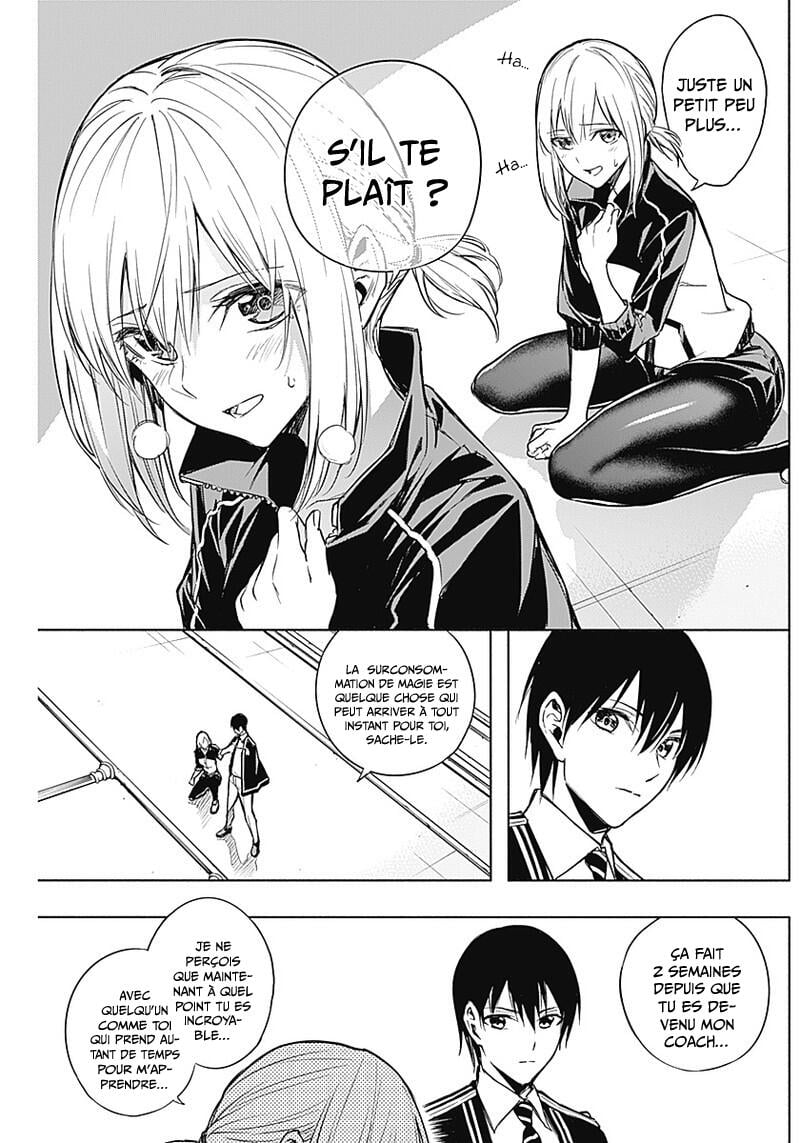 JUSTE UN
PETIT PEU
PLUS...
Ha...
Ha...
S'IL TE
PLAÎT ?
LA SURCONSOM-
MATION DE MAGIE EST
QUELQUE CHOSE QUI
PEUT ARRIVER À TOUT
INSTANT POUR TOI,
SACHE-LE.
ÇA FAIT
2 SEMAINES
DEPUIS QUE
TU ES DE-
VENU MON
COACH...
JE NE
PERÇOIS
QUE MAINTE-
NANT À QUEL
POINT TU ES
INCROYA-
BLE...
AVEC
QUELQU'UN
COMME TOI
QUI PREND AU-
TANT DE TEMPS
POUR M'AP-
PRENDRE...